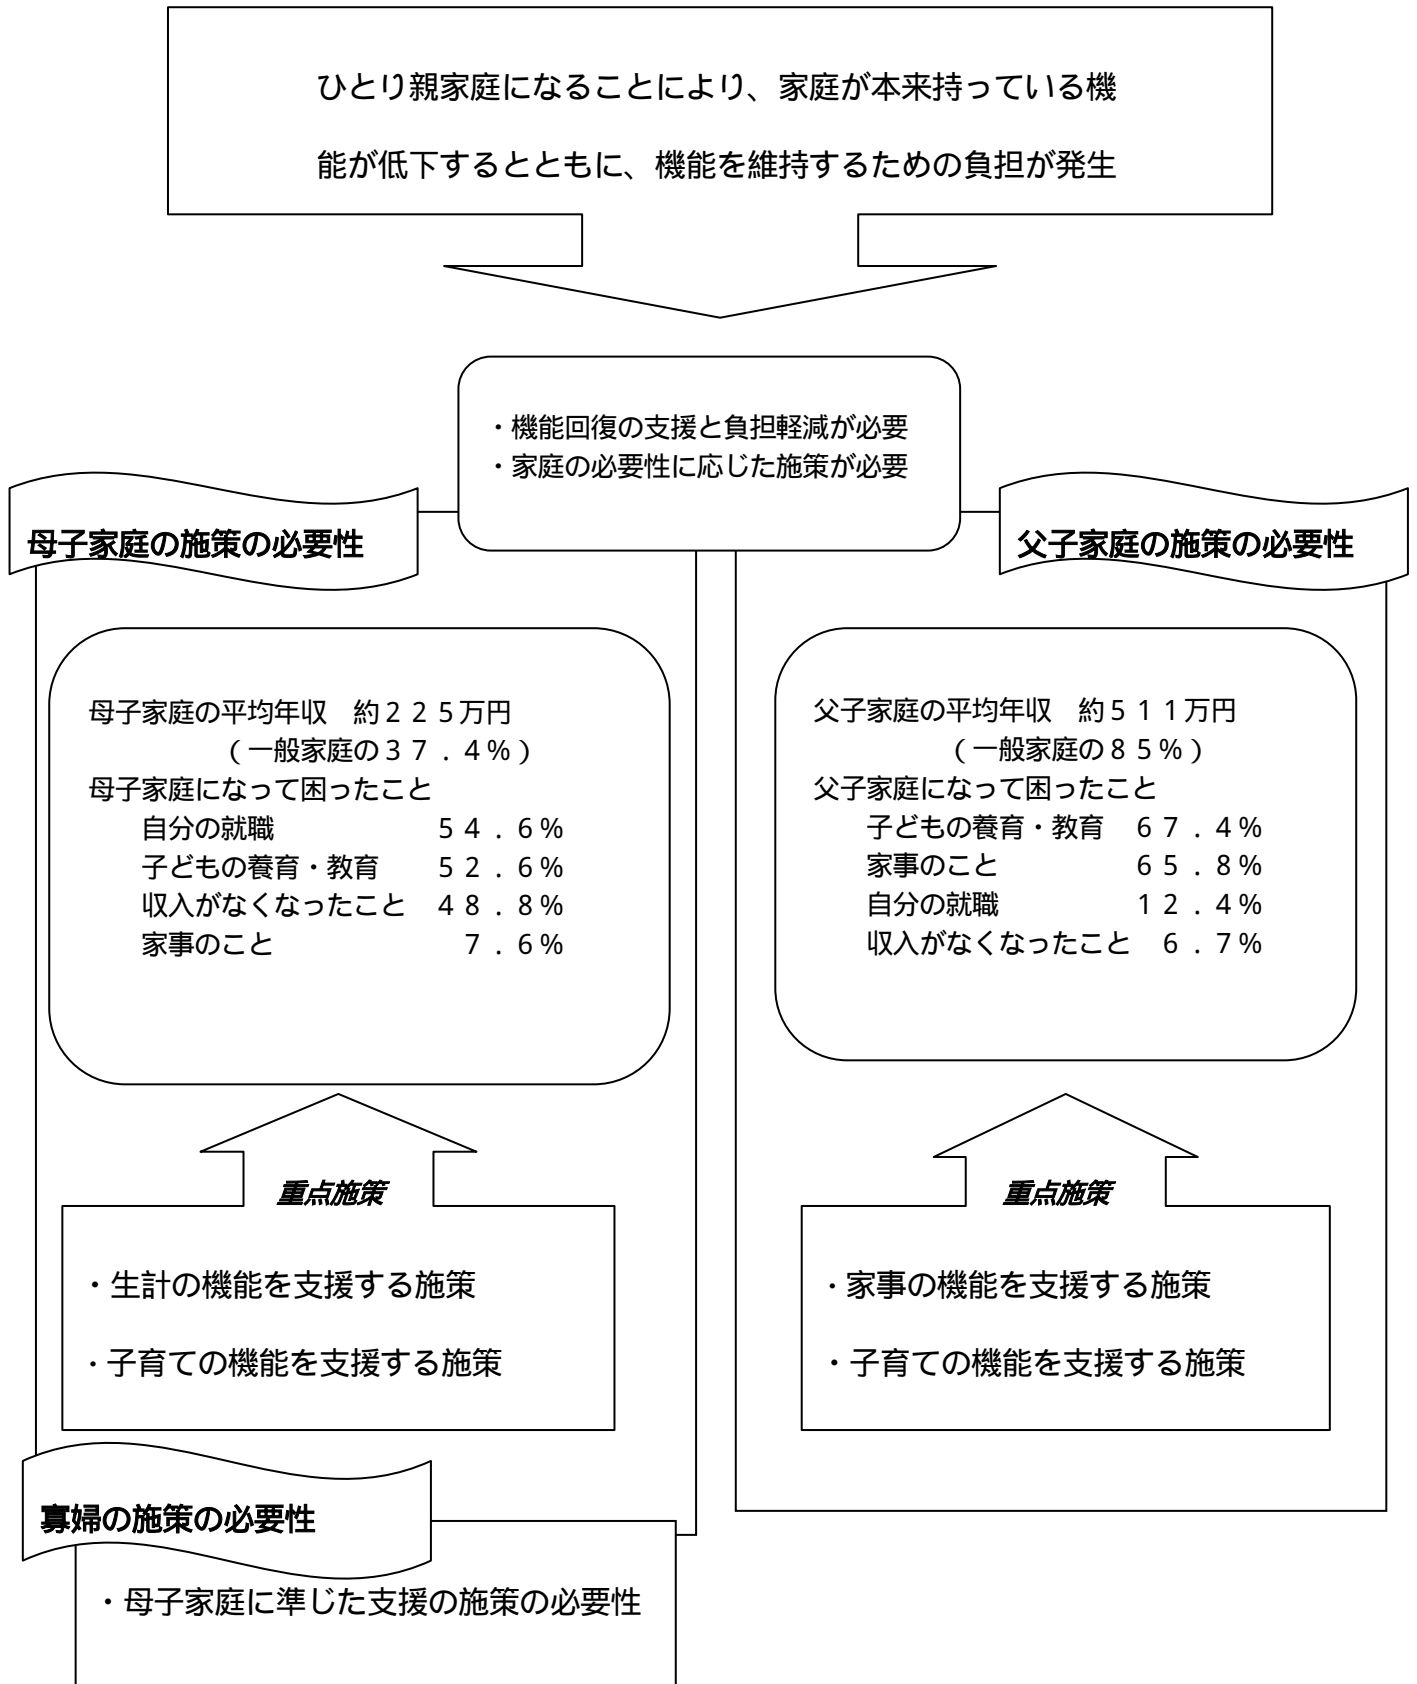 ひとり親家庭になることにより、家庭が本来持っている機
能が低下するとともに、機能を維持するための負担が発生
・機能回復の支援と負担軽減が必要
・家庭の必要性に応じた施策が必要
母子家庭の施策の必要性
母子家庭の平均年収　約２２５万円
（一般家庭の３７．４％）
母子家庭になって困ったこと
自分の就職　５４．６％
子どもの養育・教育　５２．６％
収入がなくなったこと　４８．８％
家事のこと　７．６％
重点施策
・生計の機能を支援する施策
・子育ての機能を支援する施策
父子家庭の施策の必要性
父子家庭の平均年収　約５１１万円
（一般家庭の８５％）
父子家庭になって困ったこと
子どもの養育・教育　６７．４％
家事のこと　６５．８％
自分の就職　１２．４％
収入がなくなったこと　６．７％
重点施策
・家事の機能を支援する施策
・子育ての機能を支援する施策
寡婦の施策の必要性
・母子家庭に準じた支援の施策の必要性